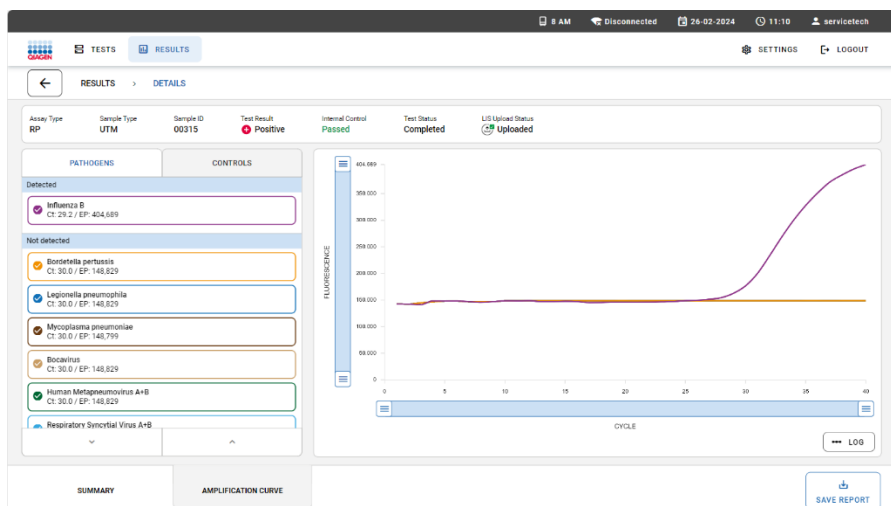 8 AM Disconnected 26-02-2024 11:10 servicetech
QIAGEN TESTS RESULTS SETTINGS LOGOUT
RESULTS > DETAILS
Assay Type Sample Type Sample ID Test Result Internal Control Test Status LIS Upload Status
RP UTM 00315 Positive Passed Completed Uploaded
PATHOGENS CONTROLS
Detected
Influenza B
Ct: 29.2 / EP: 404,689
Not detected
Bordetella pertussis
Ct: 30.0 / EP: 148,829
Legionella pneumophila
Ct: 30.0 / EP: 148,829
Mycoplasma pneumoniae
Ct: 30.0 / EP: 148,799
Bocavirus
Ct: 30.0 / EP: 148,829
Human Metapneumovirus A+B
Ct: 30.0 / EP: 148,829
Respiratory Syncytial Virus A+B
FLUORESCENCE
404.689
350.000
300.000
250.000
200.000
150.000
100.000
50.000
0
0 5 10 15 20 25 30 35 40
CYCLE
LOG
SUMMARY AMPLIFICATION CURVE
SAVE REPORT